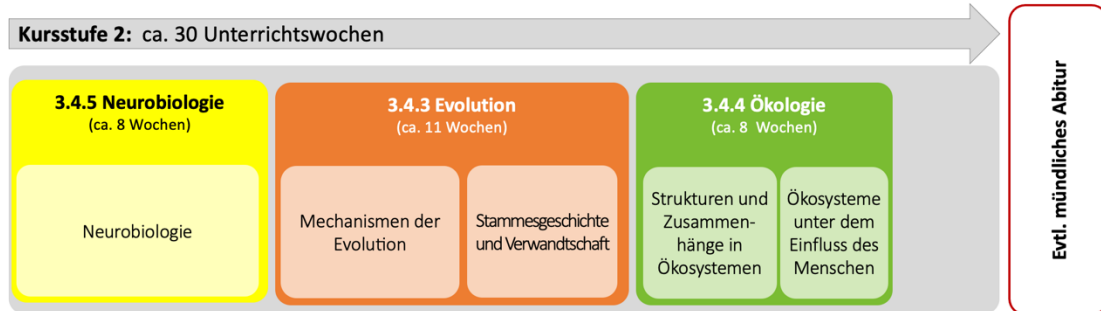 Kursstufe 2: ca. 30 Unterrichtswochen
3.4.5 Neurobiologie
(ca. 8 Wochen)
Neurobiologie
3.4.3 Evolution
(ca. 11 Wochen)
Mechanismen der
Evolution
Stammesgeschichte
und Verwandtschaft
3.4.4 Ökologie
(ca. 8 Wochen)
Strukturen und
Zusammen-
hänge in
Ökosystemen
Ökosysteme
unter dem
Einfluss des
Menschen
Evtl. mündliches Abitur